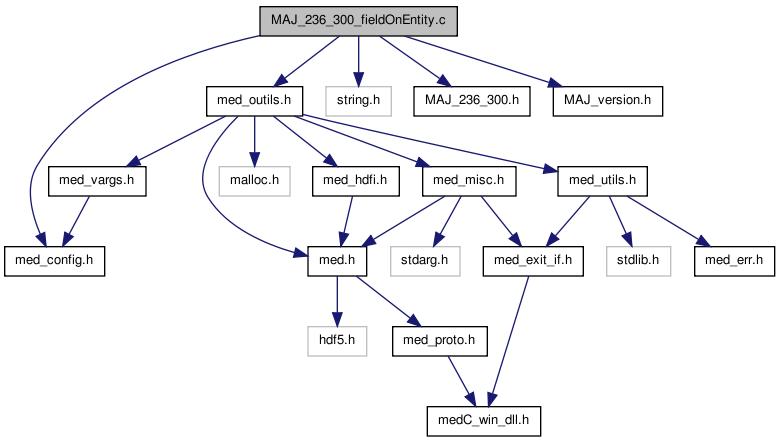 MAJ_236_300_fieldOnEntity.c
med_outils.h
string.h
MAJ_236_300.h
MAJ_version.h
med_vargs.h
malloc.h
med_hdfi.h
med_misc.h
med_utils.h
med_config.h
med.h
stdarg.h
med_exit_if.h
stdlib.h
med_err.h
hdf5.h
med_proto.h
medC_win_dll.h